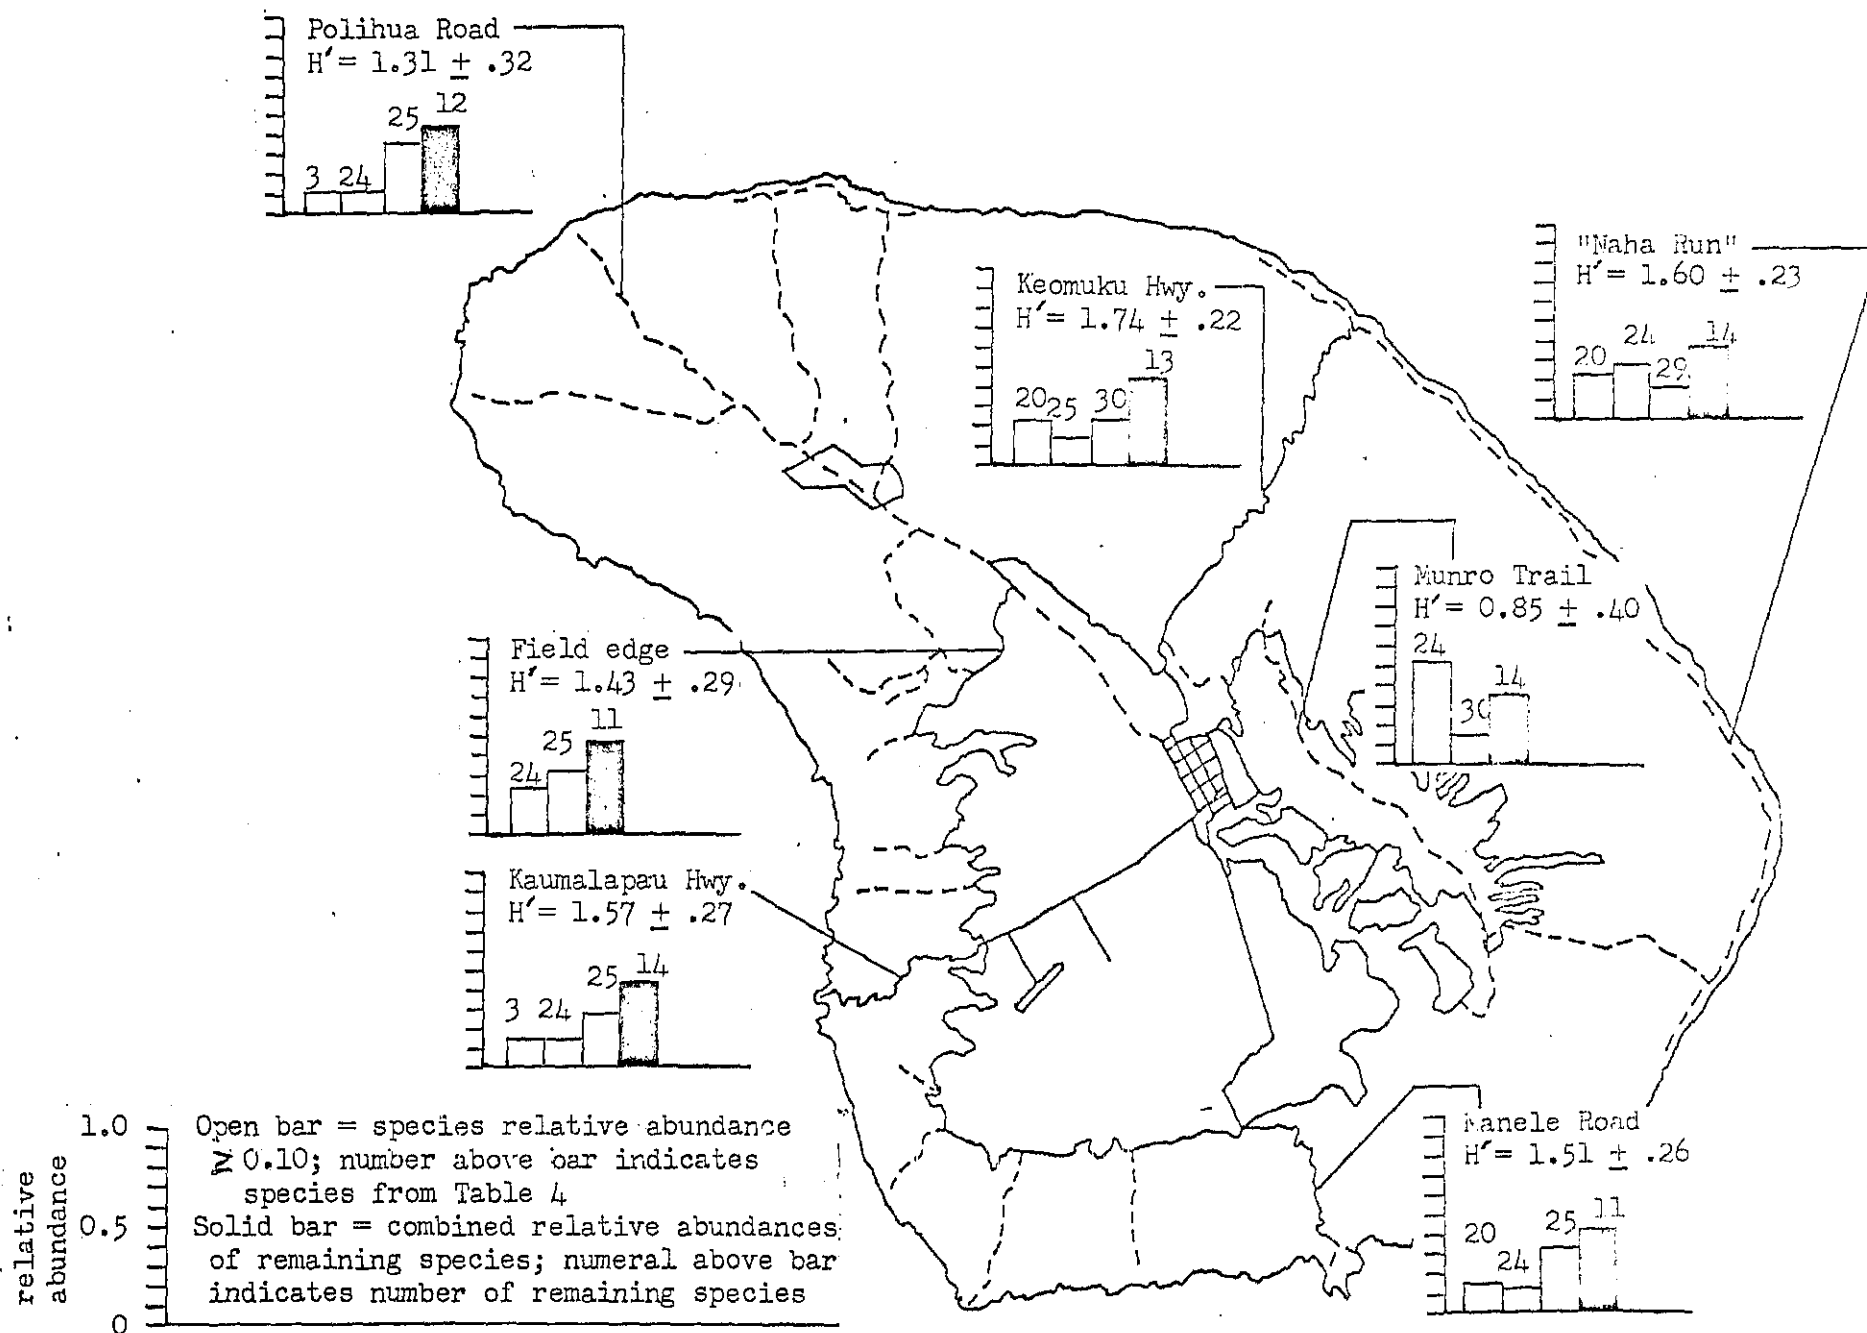 Polihua Road
H′= 1.31 ± .32
12
25
3 24
"Naha Run"
H′= 1.60 ± .23
24 14
20 29
Keomuku Hwy.
H′= 1.74 ± .22
13
20 25 30
Munro Trail
H′= 0.85 ± .40
24
14
30
Field edge
H′= 1.43 ± .29
11
25
24
Kaumalapau Hwy.
H′= 1.57 ± .27
25 14
3 24
Manele Road
H′= 1.51 ± .26
25 11
20
24
relative
abundance
1.0
0.5
0
Open bar = species relative abundance
≥ 0.10; number above bar indicates
species from Table 4
Solid bar = combined relative abundances
of remaining species; numeral above bar
indicates number of remaining species